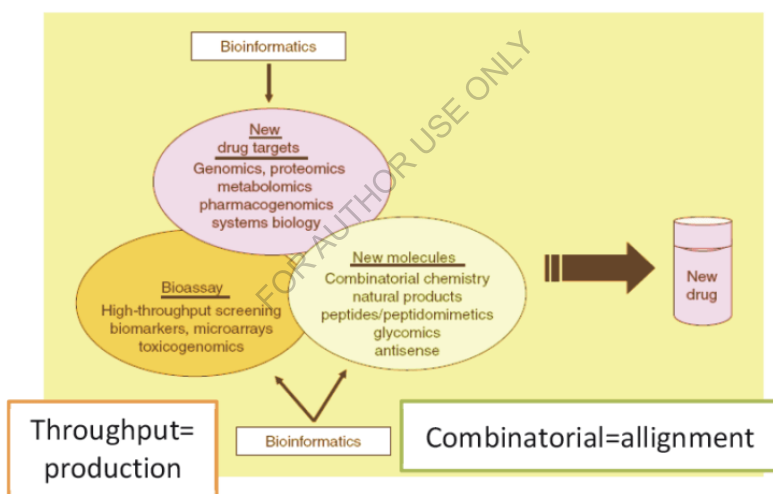 Bioinformatics
New
drug targets
Genomics, proteomics
metabolomics
pharmacogenomics
systems biology
FOR AUTHOR USE ONLY
Bioassay
High-throughput screening
biomarkers, microarrays
toxicogenomics
New molecules
Combinatorial chemistry
natural products
peptides/peptidomimetics
glycomics
antisense
New
drug
Bioinformatics
Throughput=
production
Combinatorial=allignment